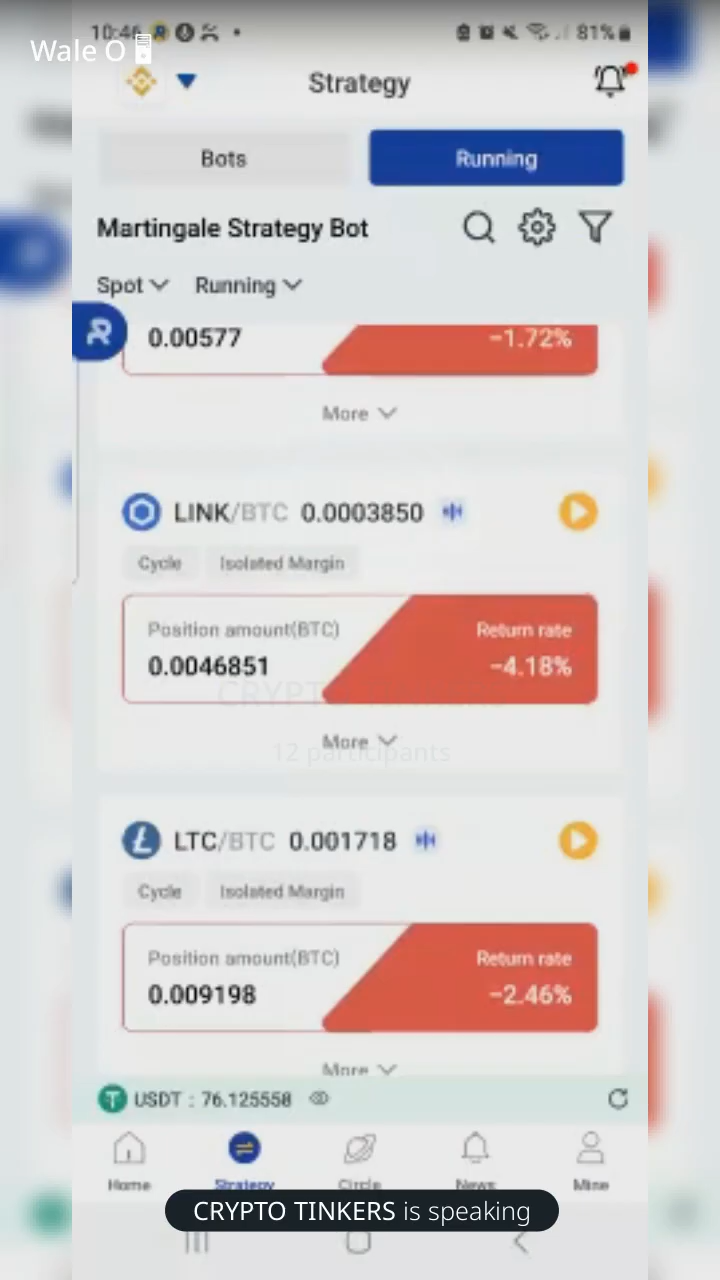 10:46
81%
Wale O
Strategy
Bots
Running
Martingale Strategy Bot
Spot
Running
0.00577
-1.72%
More
LINK/BTC 0.0003850
Cycle
Isolated Margin
Position amount(BTC)
Return rate
0.0046851
-4.18%
CRYPTO TINKERS
More
12 participants
LTC/BTC 0.001718
Cycle
Isolated Margin
Position amount(BTC)
Return rate
0.009198
-2.46%
More
USDT : 76.125558
Home
Strategy
Circle
News
Mine
CRYPTO TINKERS is speaking